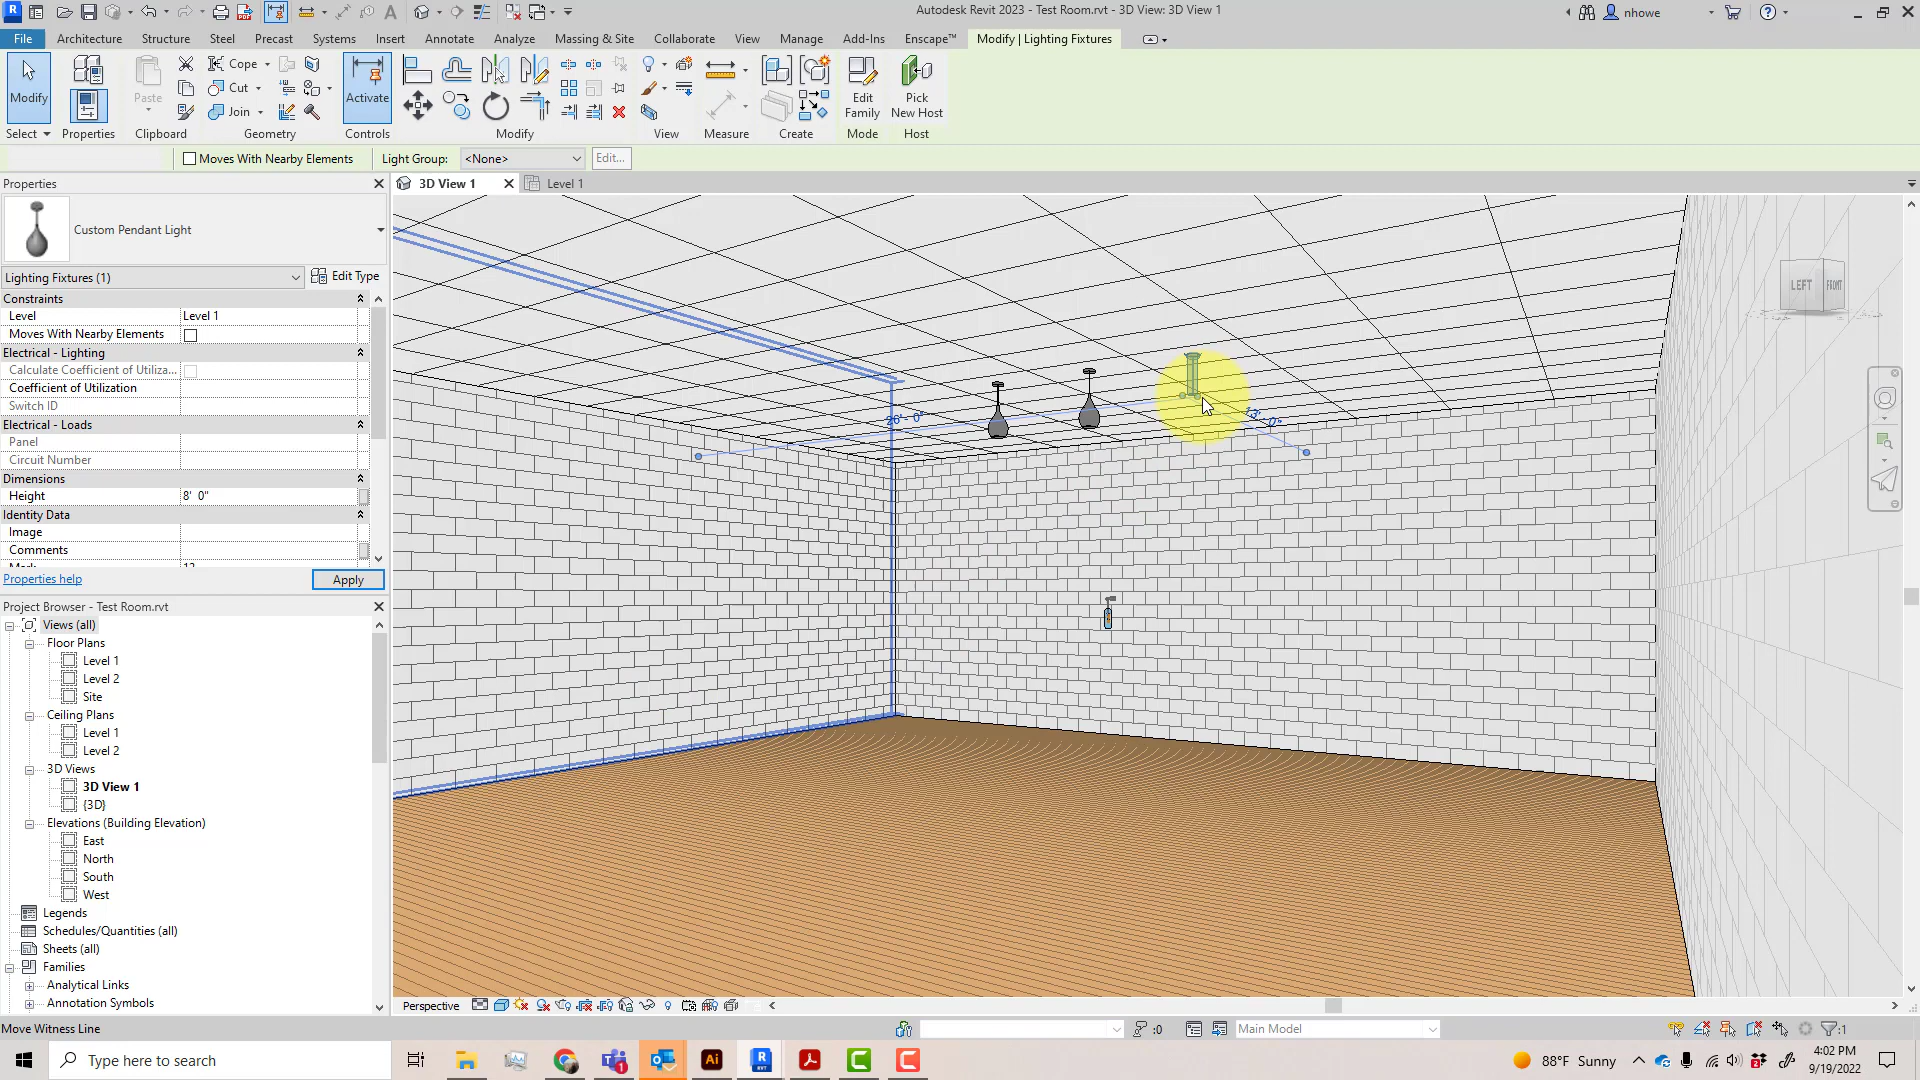 Autodesk Revit 2023 - Test Room.rvt - 3D View: 3D View 1
nhowe
File Architecture Structure Steel Precast Systems Insert Annotate Analyze Massing & Site Collaborate View Manage Add-Ins Enscape™ Modify | Lighting Fixtures
Modify
Paste
Cope
Cut
Join
Activate
Edit Family
Pick New Host
Select Properties Clipboard Geometry Controls Modify View Measure Create Mode Host
Moves With Nearby Elements Light Group: <None> Edit...
Properties
3D View 1
Level 1
Custom Pendant Light
Lighting Fixtures (1) Edit Type
Constraints
Level Level 1
Moves With Nearby Elements
Electrical - Lighting
Calculate Coefficient of Utiliza...
Coefficient of Utilization
Switch ID
Electrical - Loads
Panel
Circuit Number
Dimensions
Height 8' 0"
Identity Data
Image
Comments
Properties help Apply
Project Browser - Test Room.rvt
Views (all)
Floor Plans
Level 1
Level 2
Site
Ceiling Plans
Level 1
Level 2
3D Views
3D View 1
{3D}
Elevations (Building Elevation)
East
North
South
West
Legends
Schedules/Quantities (all)
Sheets (all)
Families
Analytical Links
Annotation Symbols
26' - 0"
13' - 0"
LEFT FRONT
Perspective
Move Witness Line
:0
Main Model
:1
Type here to search
88°F Sunny
4:02 PM
9/19/2022